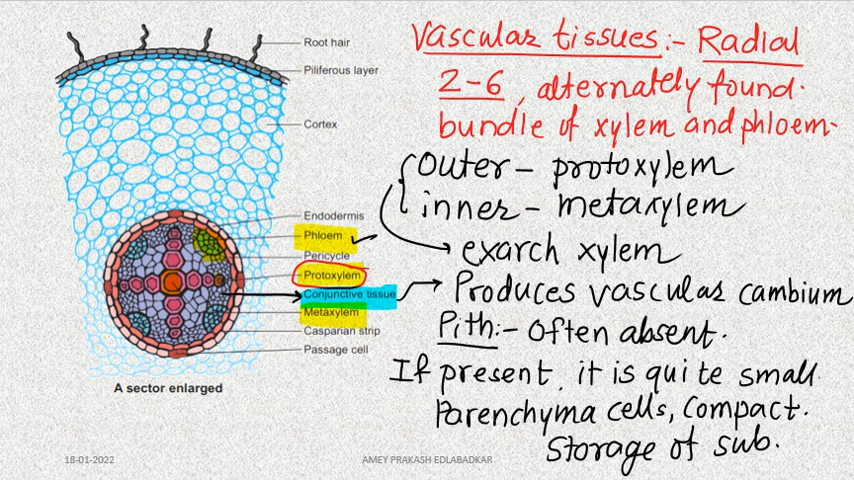 Root hair
Piliferous layer
Cortex
Endodermis
Phloem
Pericycle
Protoxylem
Conjunctive tissue
Metaxylem
Casparian strip
Passage cell
A sector enlarged
Vascular tissues:- Radial
2-6, alternately found.
bundle of xylem and phloem.
Outer - protoxylem
inner - metaxylem
exarch xylem
Produces vascular cambium
Pith:- Often absent.
If present, it is quite small.
Parenchyma cells, Compact.
Storage of sub.
18-01-2022
AMEY PRAKASH EDLABADKAR